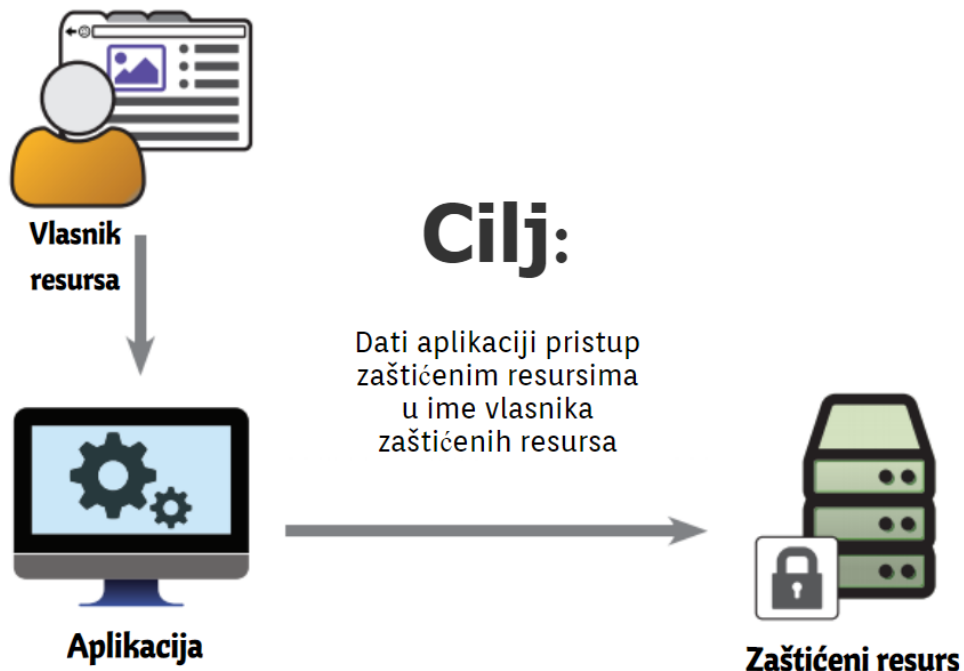 Vlasnik
resursa
Cilj:
Dati aplikaciji pristup
zaštićenim resursima
u ime vlasnika
zaštićenih resursa
Aplikacija
Zaštićeni resurs